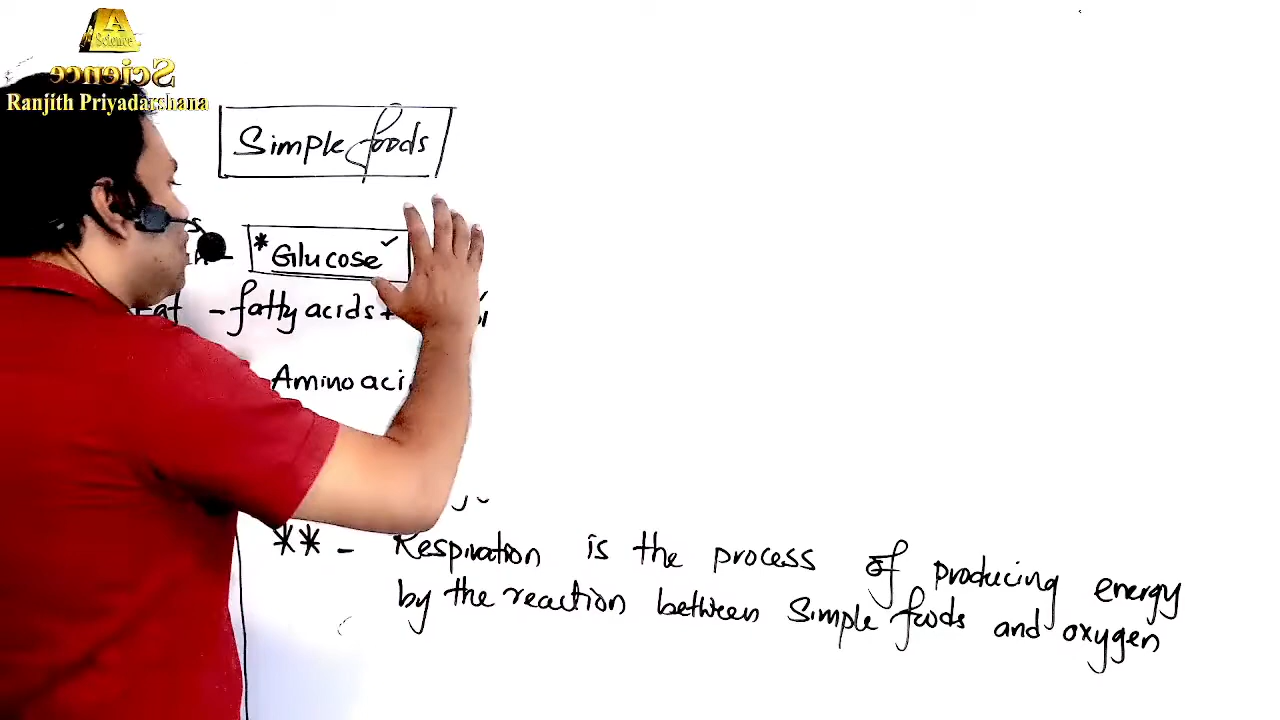 A
Science
Science
Ranjith Priyadarshana
Simple foods
* Glucose ✓
Fat - fatty acids +
Amino aci
** - Respiration is the process of producing energy
by the reaction between Simple foods and oxygen